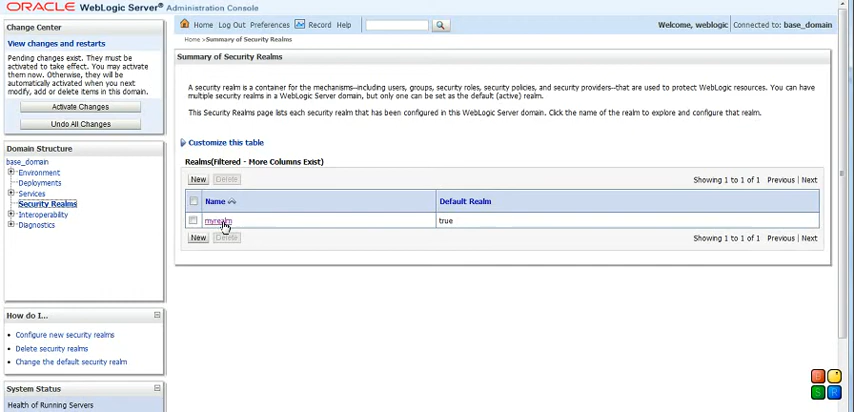 ORACLE WebLogic Server® Administration Console
Change Center
View changes and restarts
Pending changes exist. They must be
activated to take effect. You may activate
them now. Otherwise, they will be
automatically activated when you next
modify, add or delete items in this domain.
Activate Changes
Undo All Changes
Domain Structure
base_domain
Environment
Deployments
Services
Security Realms
Interoperability
Diagnostics
How do I...
Configure new security realms
Delete security realms
Change the default security realm
System Status
Health of Running Servers
Home Log Out Preferences Record Help
Welcome, weblogic Connected to: base_domain
Home >Summary of Security Realms
Summary of Security Realms
A security realm is a container for the mechanisms--including users, groups, security roles, security policies, and security providers--that are used to protect WebLogic resources. You can
have multiple security realms in a WebLogic Server domain, but only one can be set as the default (active) realm.
This Security Realms page lists each security realm that has been configured in this WebLogic Server domain. Click the name of the realm to explore and configure that realm.
Customize this table
Realms(Filtered - More Columns Exist)
New Delete Showing 1 to 1 of 1 Previous | Next
Name Default Realm
myrealm true
New Delete Showing 1 to 1 of 1 Previous | Next